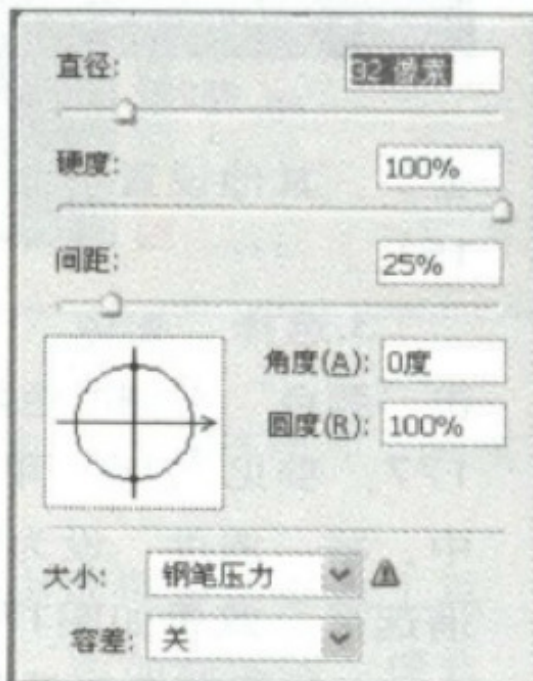 直径: 32 像素
硬度: 100%
间距: 25%
角度(A): 0度
圆度(R): 100%
大小: 钢笔压力
容差: 关